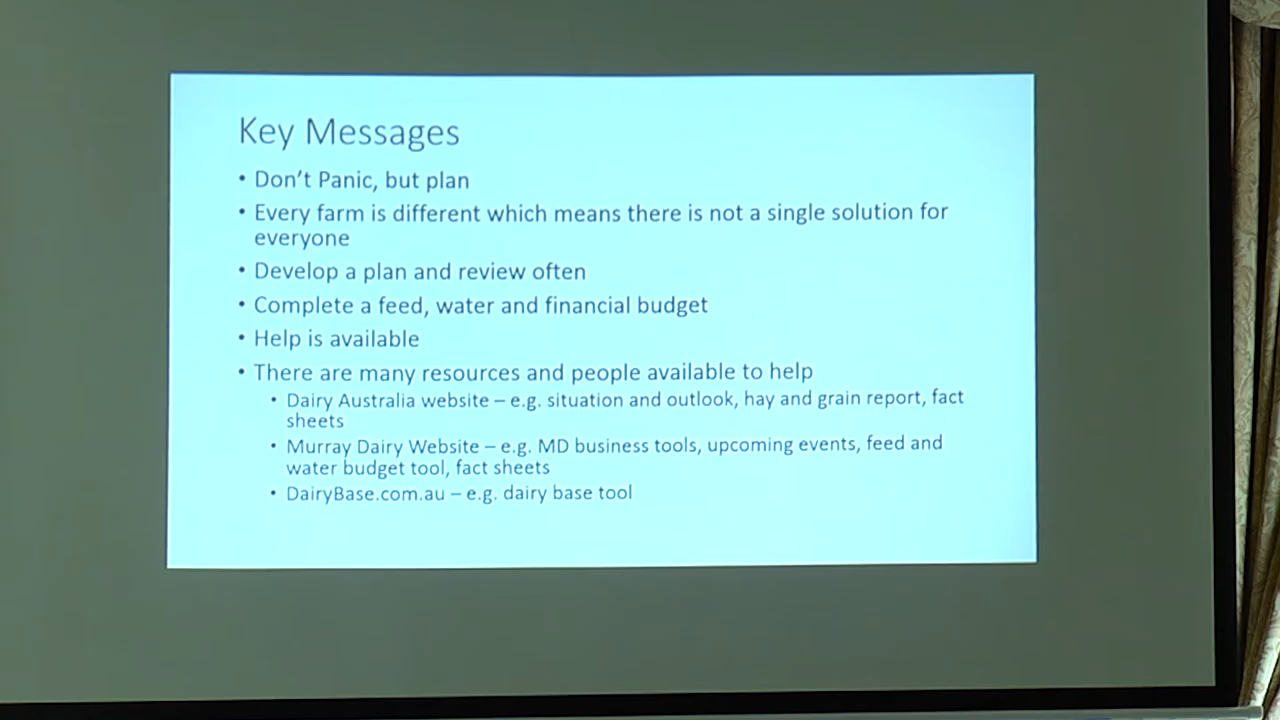 Key Messages
• Don't Panic, but plan
• Every farm is different which means there is not a single solution for
everyone
• Develop a plan and review often
• Complete a feed, water and financial budget
• Help is available
• There are many resources and people available to help
• Dairy Australia website – e.g. situation and outlook, hay and grain report, fact
sheets
• Murray Dairy Website – e.g. MD business tools, upcoming events, feed and
water budget tool, fact sheets
• DairyBase.com.au – e.g. dairy base tool